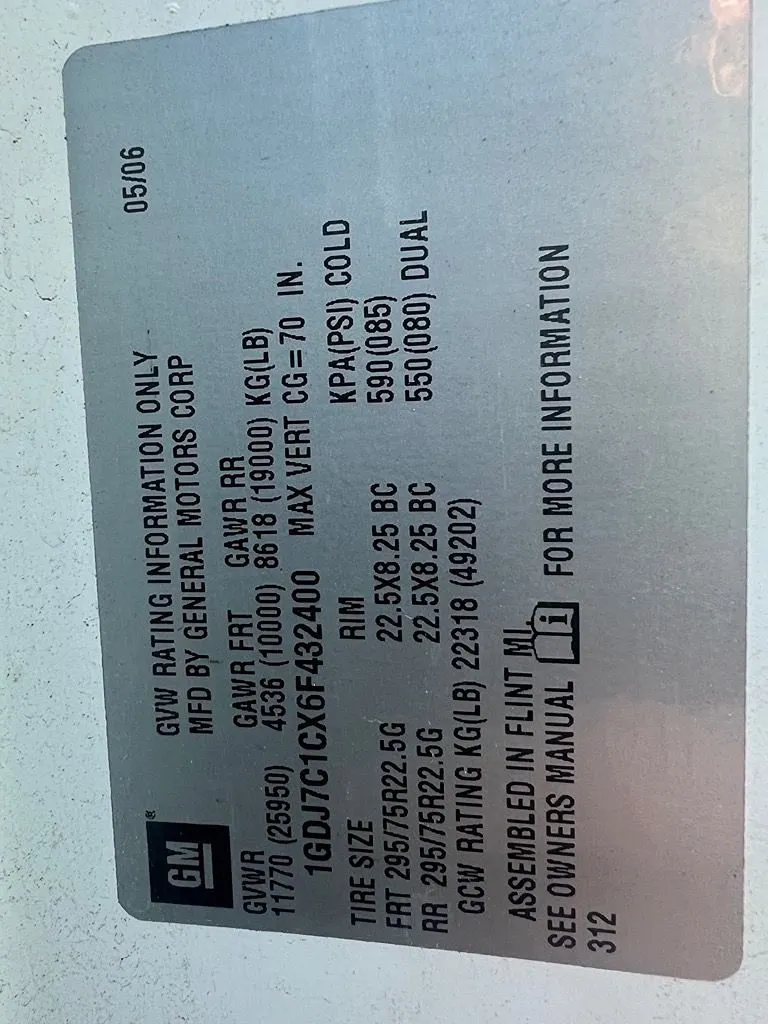 GM ®
GVW RATING INFORMATION ONLY 05/06
MFD BY GENERAL MOTORS CORP
GVWR GAWR FRT GAWR RR
11770 (25950) 4536 (10000) 8618 (19000) KG(LB)
1GDJ7C1CX6F432400 MAX VERT CG=70 IN.
TIRE SIZE RIM KPA(PSI) COLD
FRT 295/75R22.5G 22.5X8.25 BC 590(085)
RR 295/75R22.5G 22.5X8.25 BC 550(080) DUAL
GCW RATING KG(LB) 22318 (49202)
ASSEMBLED IN FLINT MI.
SEE OWNERS MANUAL i FOR MORE INFORMATION
312